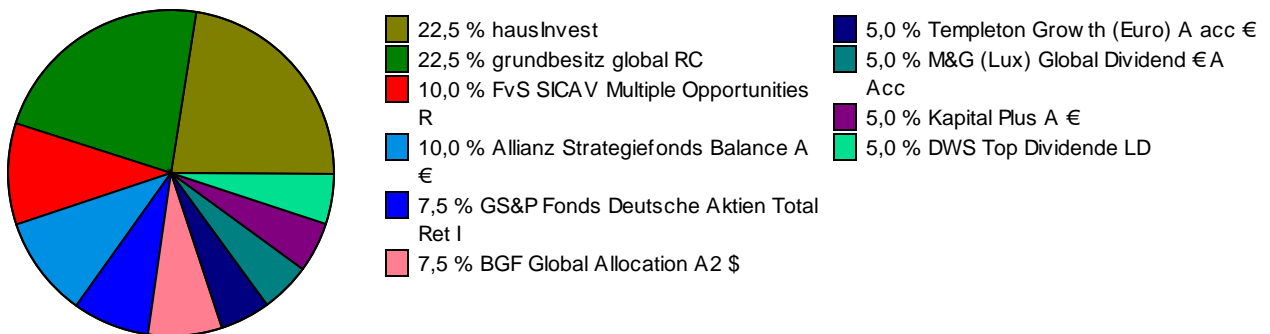 22,5 % hausInvest
22,5 % grundbesitz global RC
10,0 % FvS SICAV Multiple Opportunities
R
10,0 % Allianz Strategiefonds Balance A
€
7,5 % GS&P Fonds Deutsche Aktien Total
Ret I
7,5 % BGF Global Allocation A2 $
5,0 % Templeton Growth (Euro) A acc €
5,0 % M&G (Lux) Global Dividend € A
Acc
5,0 % Kapital Plus A €
5,0 % DWS Top Dividende LD